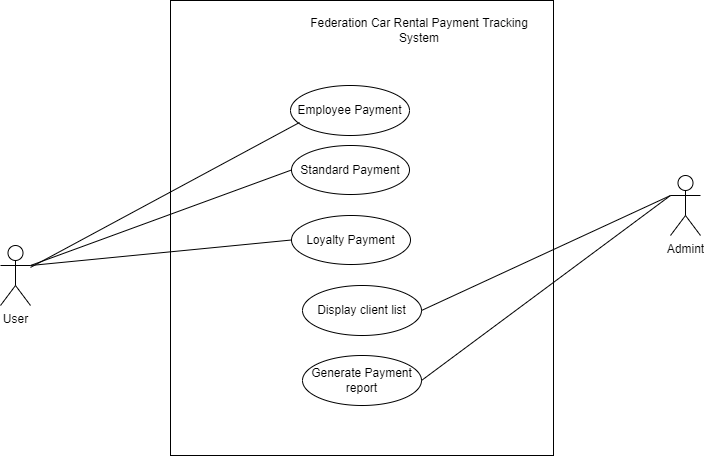 Federation Car Rental Payment Tracking
System
Employee Payment
Standard Payment
Loyalty Payment
Display client list
Generate Payment
report
User
Admint